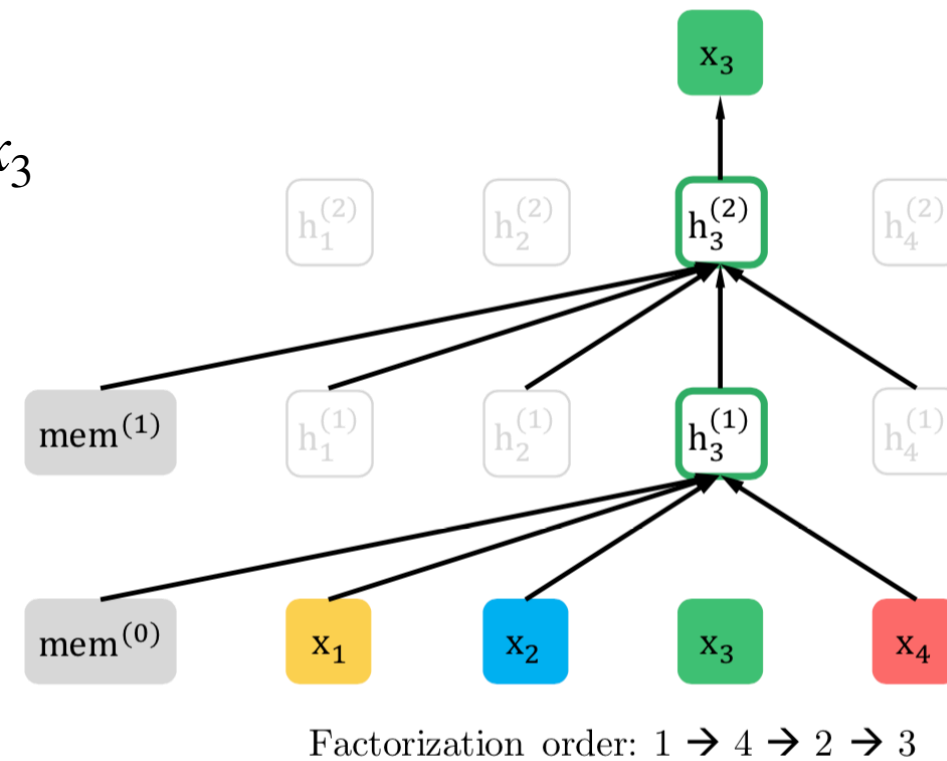 x₃
x₃
h₁⁽²⁾ h₂⁽²⁾ h₃⁽²⁾ h₄⁽²⁾
mem⁽¹⁾ h₁⁽¹⁾ h₂⁽¹⁾ h₃⁽¹⁾ h₄⁽¹⁾
mem⁽⁰⁾ x₁ x₂ x₃ x₄
Factorization order: 1 → 4 → 2 → 3